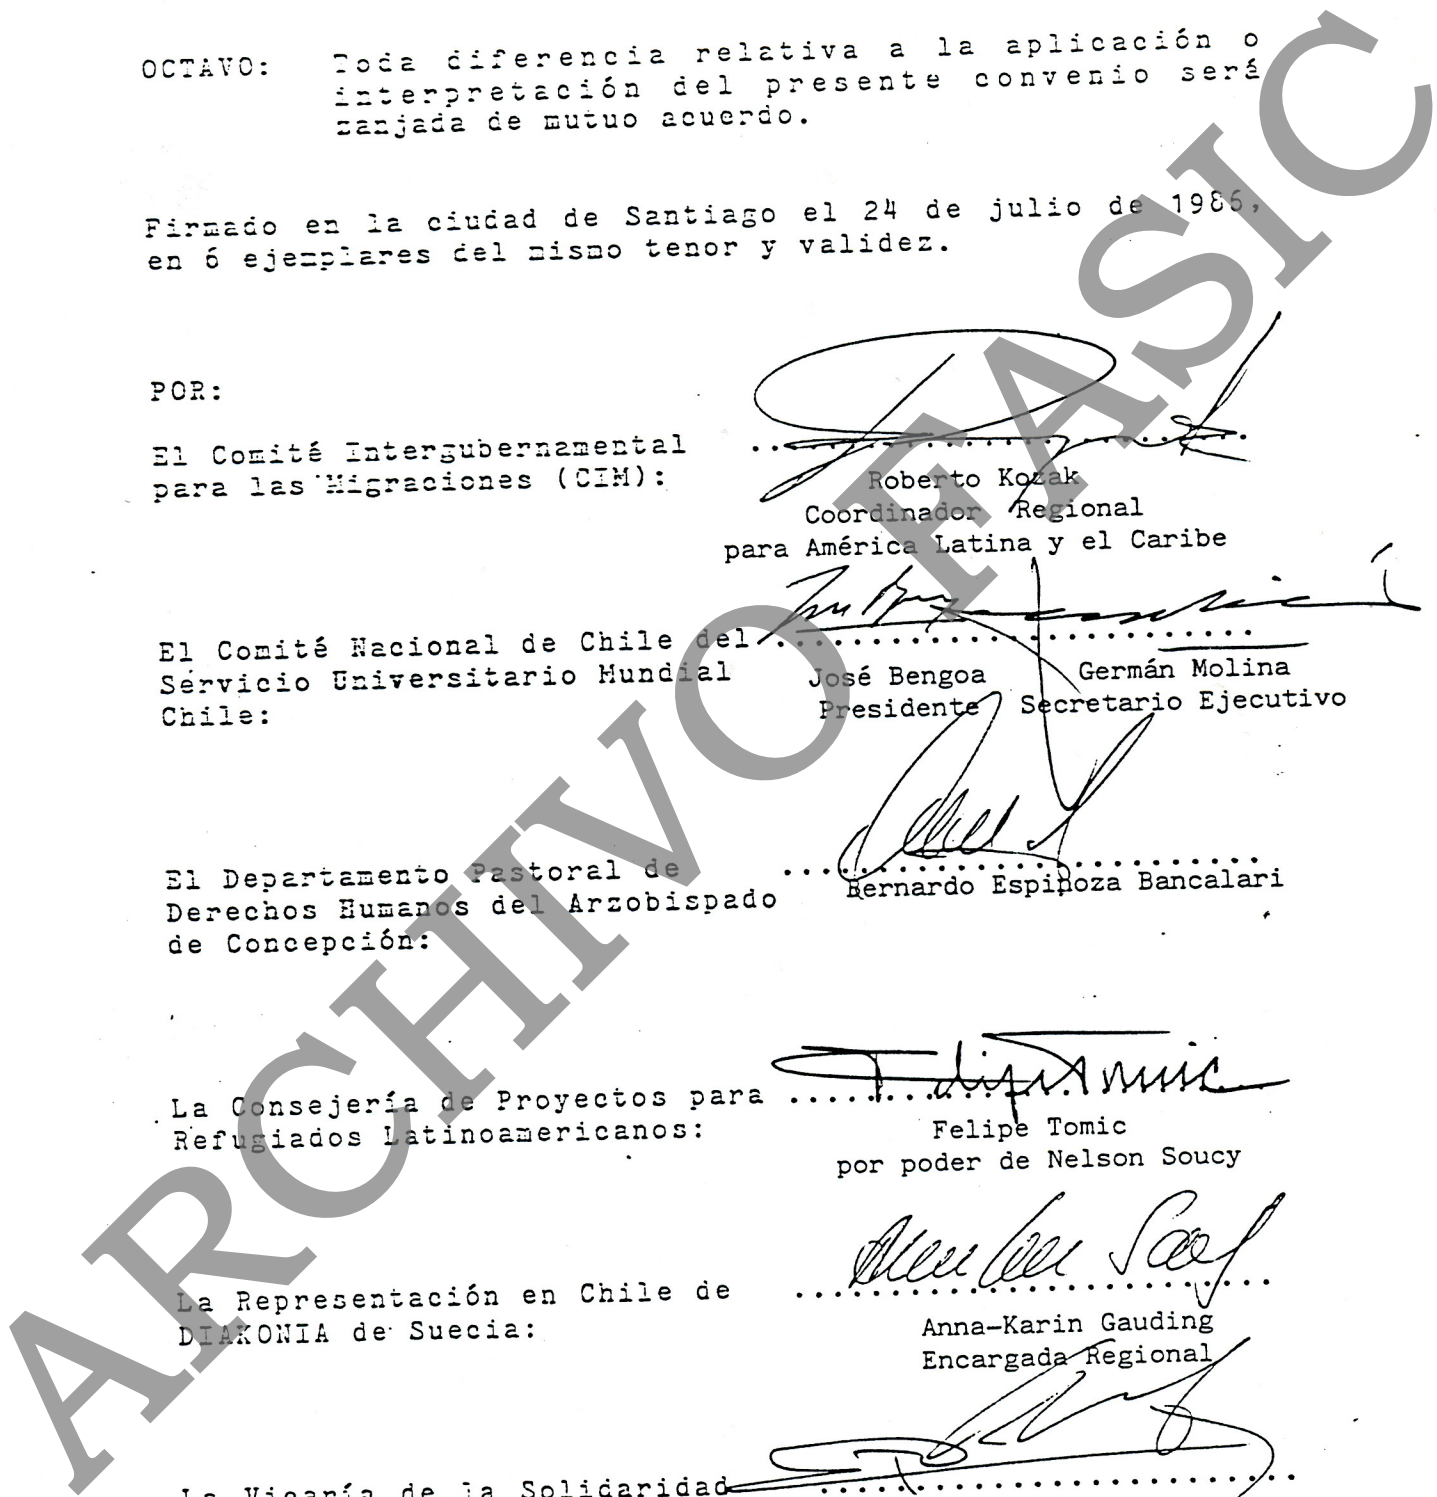 OCTAVO: Toda diferencia relativa a la aplicación o
interpretación del presente convenio será
zanjada de mutuo acuerdo.
Firmado en la ciudad de Santiago el 24 de julio de 1986,
en 6 ejemplares del mismo tenor y validez.
POR:
El Comité Intergubernamental
para las Migraciones (CIM):
Roberto Kozak
Coordinador Regional
para América Latina y el Caribe
El Comité Nacional de Chile del
Servicio Universitario Mundial
Chile:
José Bengoa Germán Molina
Presidente Secretario Ejecutivo
El Departamento Pastoral de
Derechos Humanos del Arzobispado
de Concepción:
Bernardo Espinoza Bancalari
La Consejería de Proyectos para
Refugiados Latinoamericanos:
Felipe Tomic
Felipe Tomic
por poder de Nelson Soucy
La Representación en Chile de
DIAKONIA de Suecia:
Anna-Karin Gauding
Encargada Regional
La Vicaría de la Solidaridad
ARCHIVO FASIC